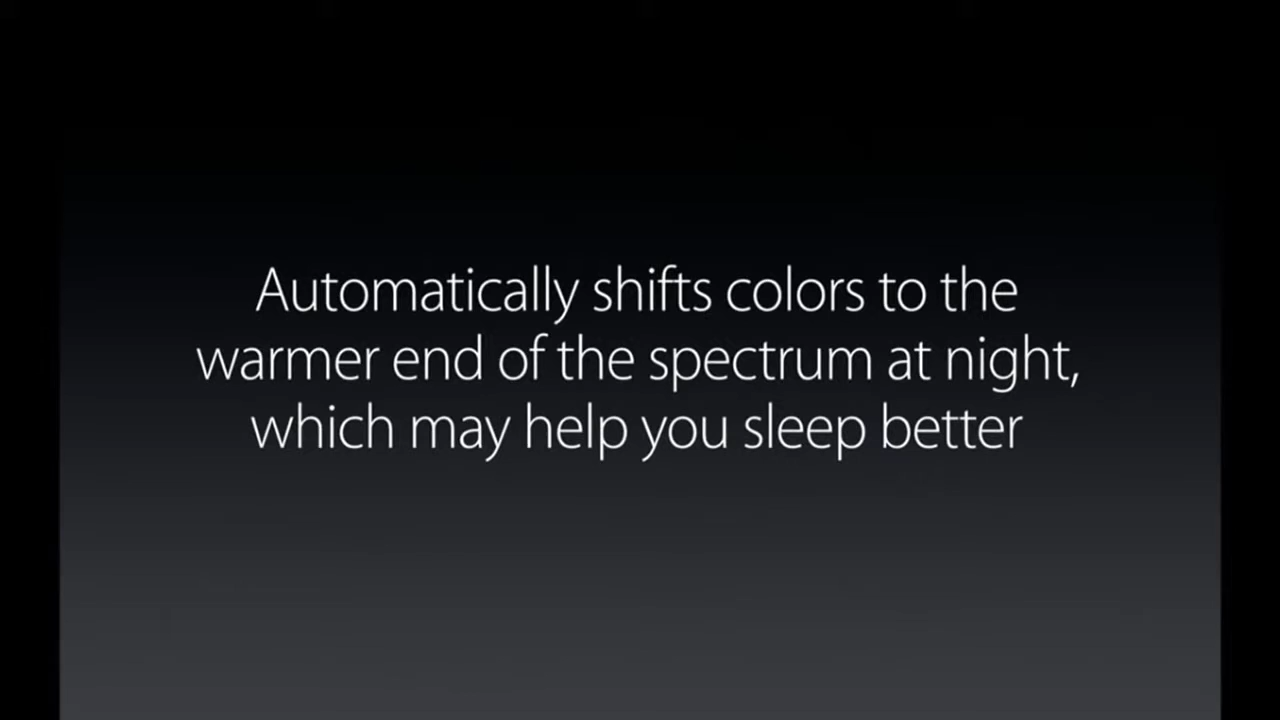 Automatically shifts colors to the
warmer end of the spectrum at night,
which may help you sleep better